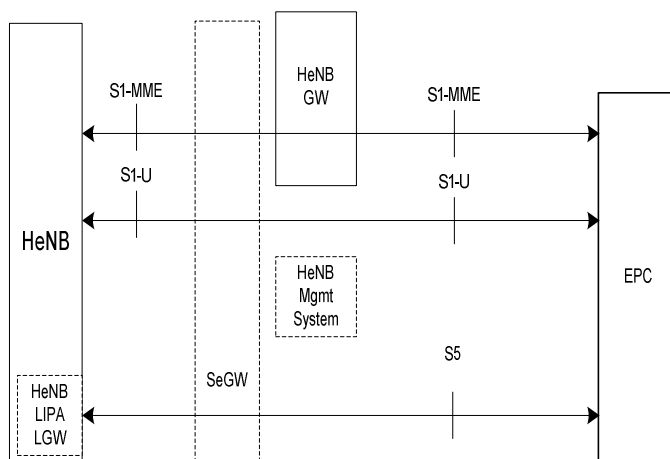 HeNB
GW
S1-MME
S1-MME
S1-U
S1-U
HeNB
HeNB
Mgmt
System
EPC
S5
SeGW
HeNB
LIPA
LGW